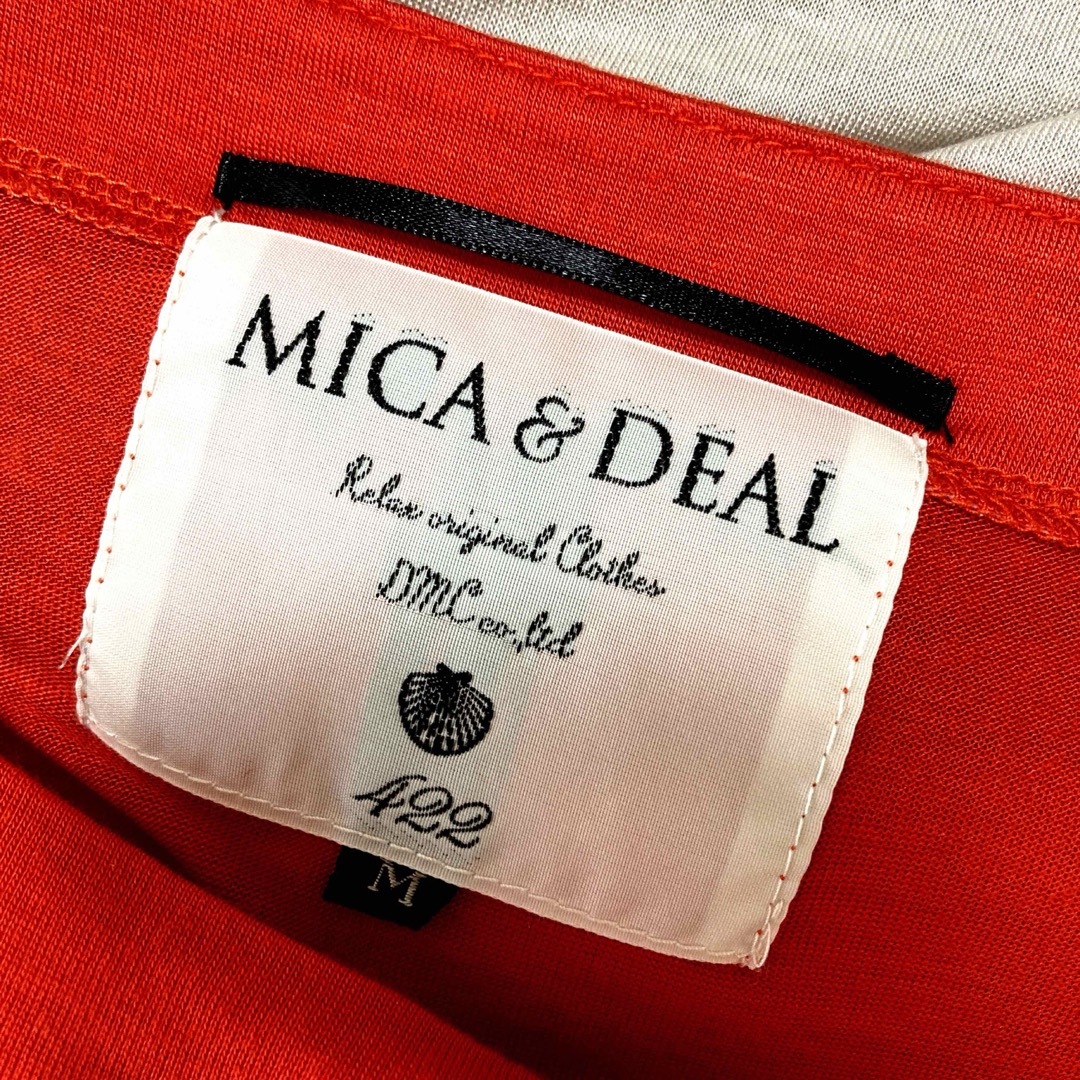 MICA & DEAL
Relax original Clothes
DMC co,.ltd
422
M